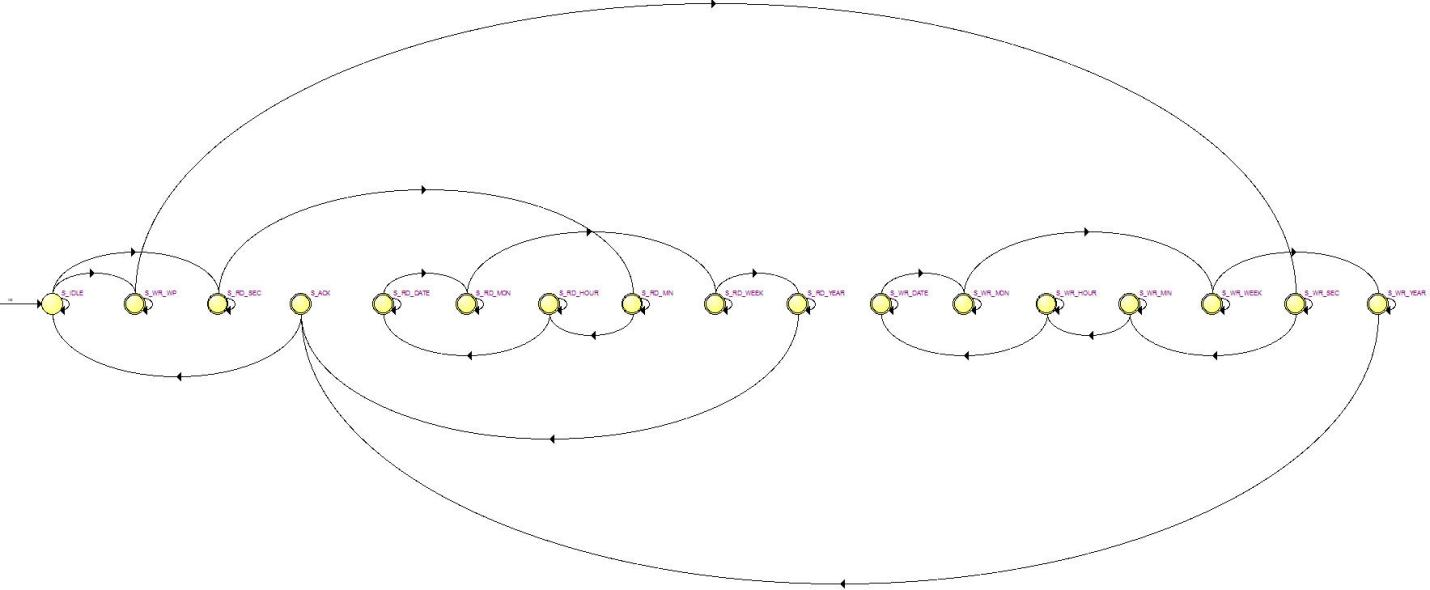 S_IDLE
S_WR_WP
S_RD_SEC
S_ACK
S_RD_DATE
S_RD_MON
S_RD_HOUR
S_RD_MIN
S_RD_WEEK
S_RD_YEAR
S_WR_DATE
S_WR_MON
S_WR_HOUR
S_WR_MIN
S_WR_WEEK
S_WR_SEC
S_WR_YEAR